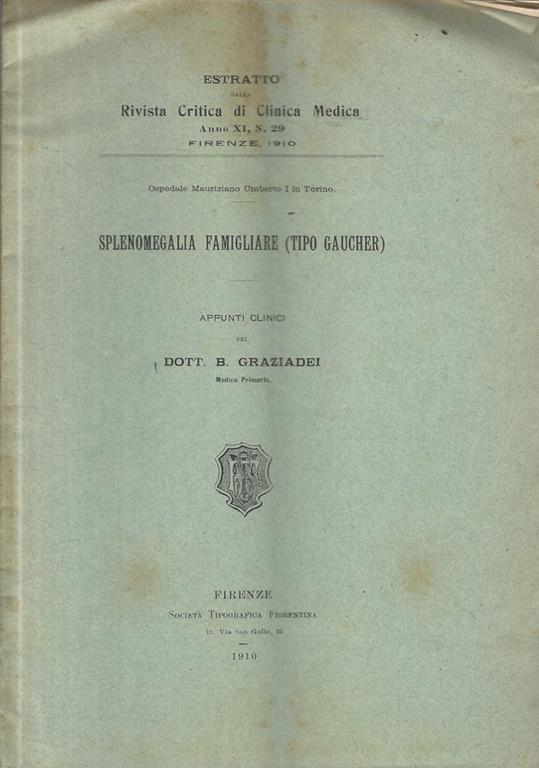 ESTRATTO
DALLA
Rivista Critica di Clinica Medica
Anno XI, N. 29
FIRENZE, 1910
Ospedale Mauriziano Umberto I in Torino.
SPLENOMEGALIA FAMIGLIARE (TIPO GAUCHER)
APPUNTI CLINICI
PEL
DOTT. B. GRAZIADEI
Medico Primario.
FIRENZE
Società Tipografica Fiorentina
Via San Gallo, 33
1910